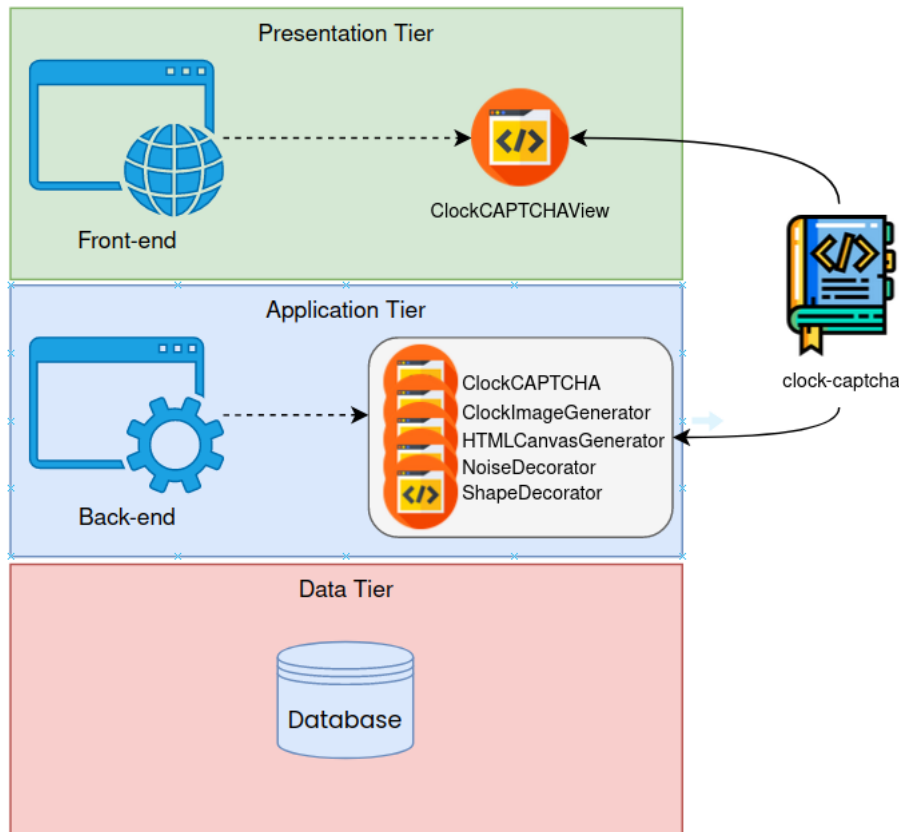 Presentation Tier
ClockCAPTCHAView
Front-end
clock-captcha
Application Tier
ClockCAPTCHA
ClockImageGenerator
HTMLCanvasGenerator
NoiseDecorator
ShapeDecorator
Back-end
Data Tier
Database